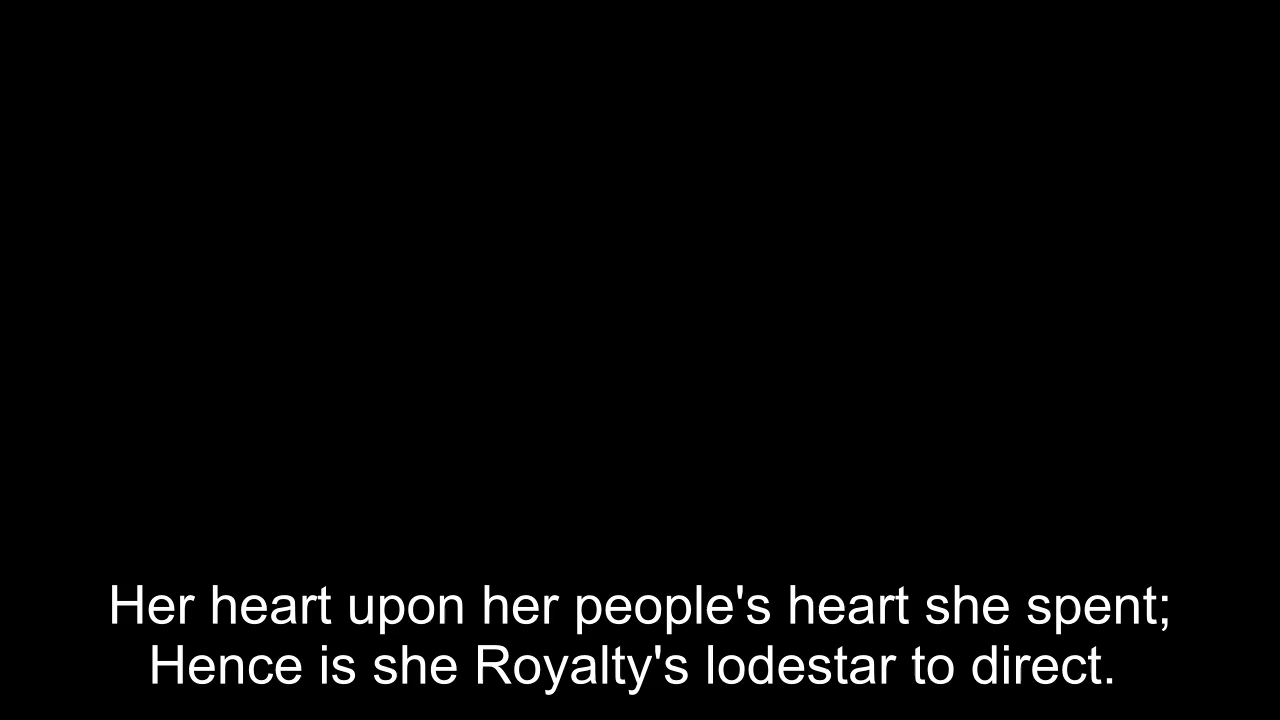 Her heart upon her people's heart she spent;
Hence is she Royalty's lodestar to direct.